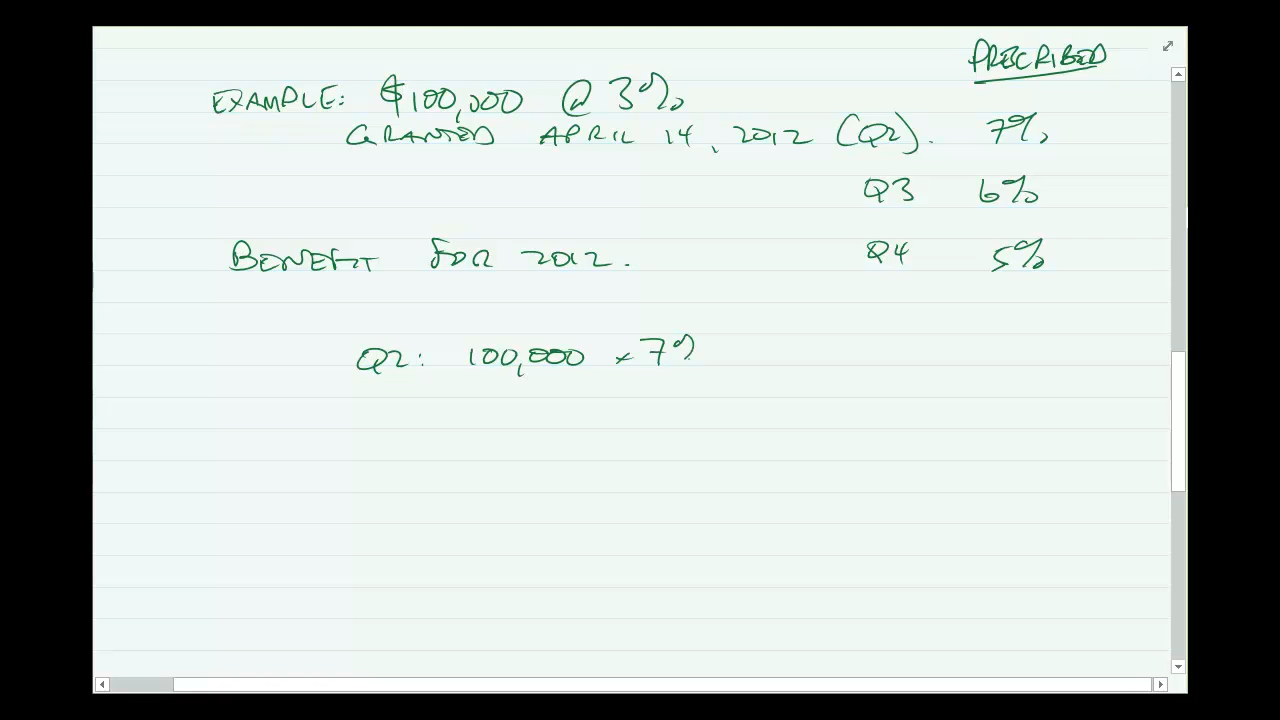 PRESCRIBED
EXAMPLE: $100,000 @ 3%
GRANTED APRIL 14, 2012 (Q2). 7%
Q3 6%
BENEFIT FOR 2012. Q4 5%
Q2: 100,000 x 7%